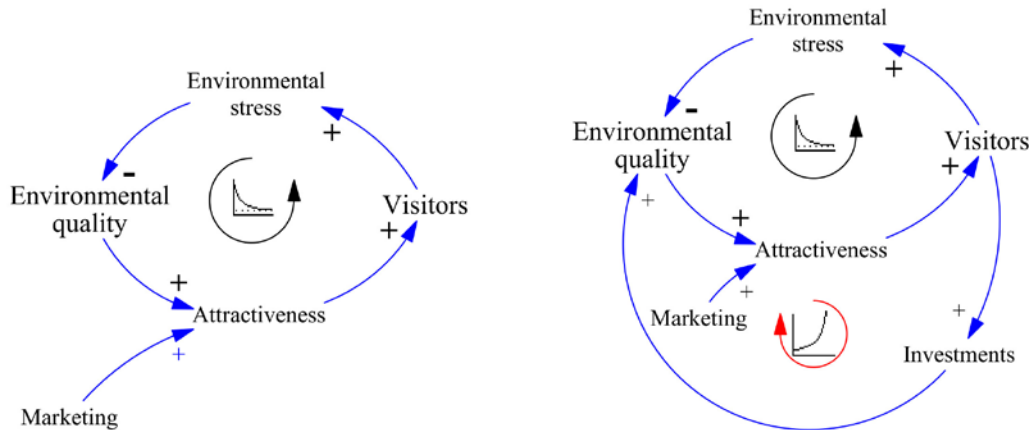 Environmental
stress
+
-
Environmental
quality
Visitors
+
+
Attractiveness
+
Marketing
Environmental
stress
+
-
Environmental
quality
Visitors
+
+
+
Attractiveness
+
Marketing
+
Investments